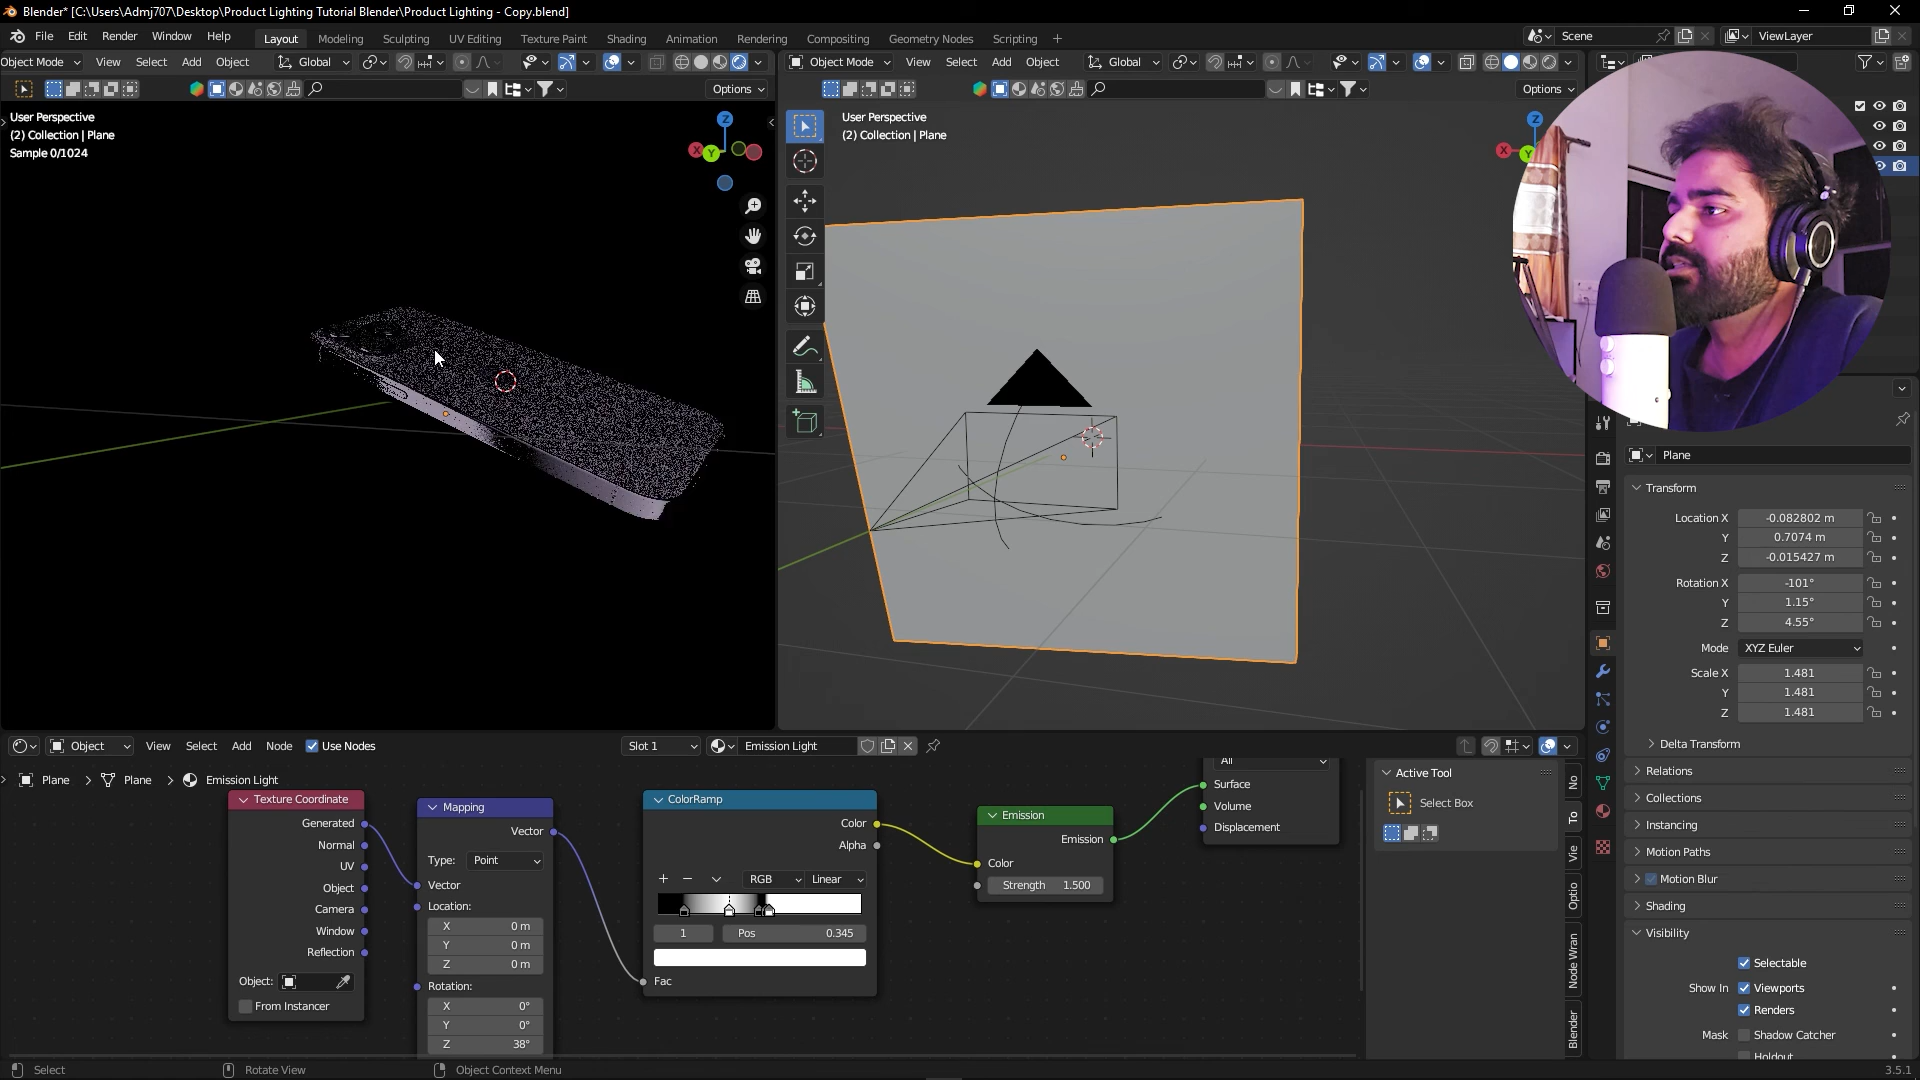 Blender* [C:\Users\Admj707\Desktop\Product Lighting Tutorial Blender\Product Lighting - Copy.blend]
File Edit Render Window Help Layout Modeling Sculpting UV Editing Texture Paint Shading Animation Rendering Compositing Geometry Nodes Scripting + Scene ViewLayer
Object Mode View Select Add Object Global
Options
User Perspective
(2) Collection | Plane
Sample 0/1024
Z
X
Y
Object Mode View Select Add Object Global
Options
User Perspective
(2) Collection | Plane
Z
X
Y
Plane
Transform
Location X -0.082802 m
Y 0.7074 m
Z -0.015427 m
Rotation X -101°
Y 1.15°
Z 4.55°
Mode XYZ Euler
Scale X 1.481
Y 1.481
Z 1.481
Delta Transform
Relations
Collections
Instancing
Motion Paths
Motion Blur
Shading
Visibility
Selectable
Show In Viewports
Renders
Mask Shadow Catcher
Holdout
Object View Select Add Node Use Nodes Slot 1 Emission Light
Plane Plane Emission Light
Texture Coordinate
Generated
Normal
UV
Object
Camera
Window
Reflection
Object:
From Instancer
Mapping
Vector
Type: Point
Vector
Location:
X 0 m
Y 0 m
Z 0 m
Rotation:
X 0°
Y 0°
Z 38°
ColorRamp
Color
Alpha
+ − RGB Linear
1 Pos 0.345
Fac
Emission
Emission
Color
Strength 1.500
All
Surface
Volume
Displacement
Active Tool
Select Box
No
To
Vie
Optio
Node Wran
Blender
Select Rotate View Object Context Menu 3.5.1